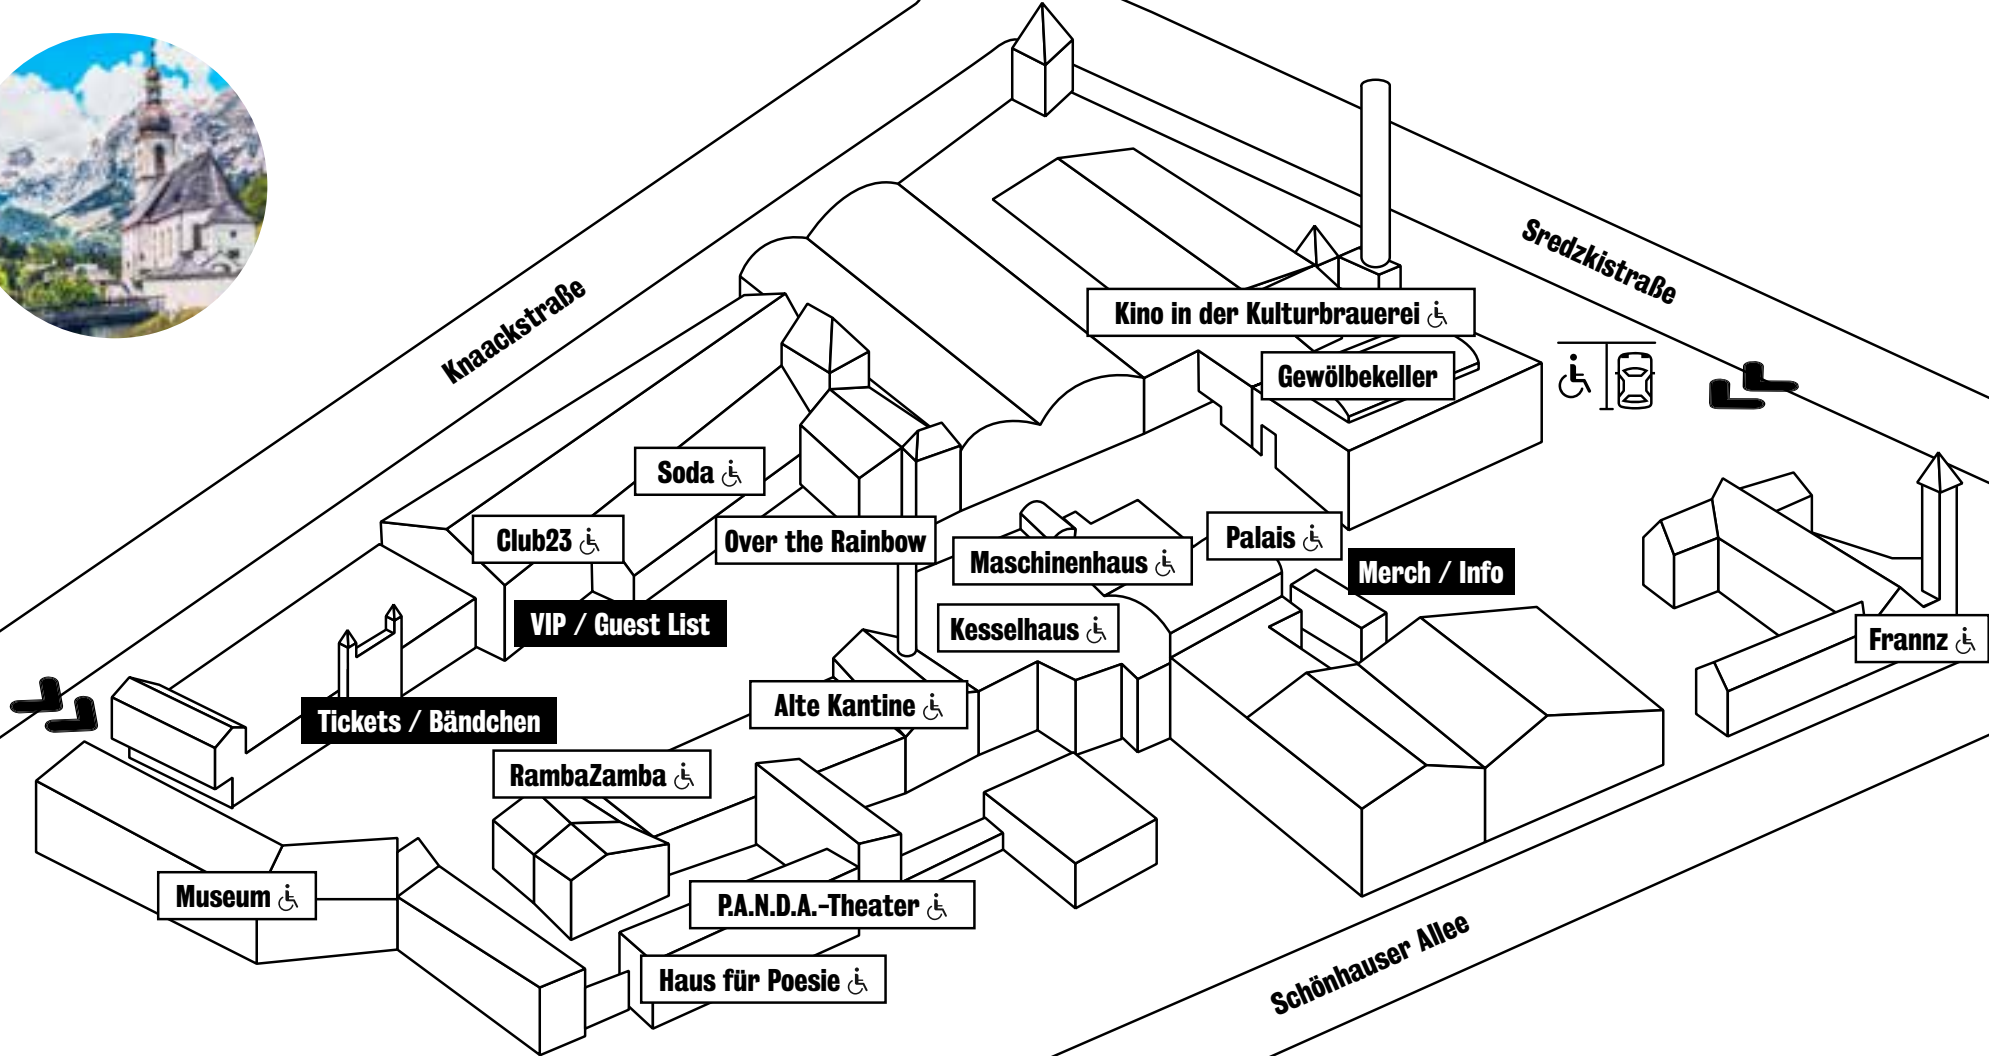 Knaackstraße
Sredzkistraße
Kino in der Kulturbrauerei
Gewölbekeller
Soda
Club23
Over the Rainbow
Maschinenhaus
Palais
Merch / Info
VIP / Guest List
Kesselhaus
Frannz
Tickets / Bändchen
Alte Kantine
RambaZamba
Museum
P.A.N.D.A.-Theater
Haus für Poesie
Schönhauser Allee